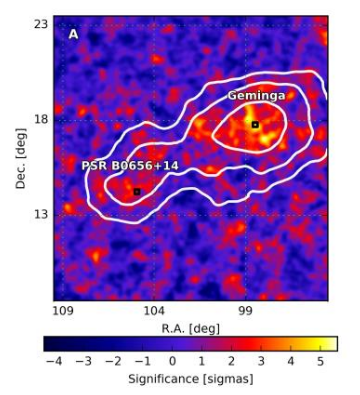 23
A
Geminga
18
PSR B0656+14
13
Dec. [deg]
109
104
99
R.A. [deg]
−4 −3 −2 −1 0 1 2 3 4 5
Significance [sigmas]